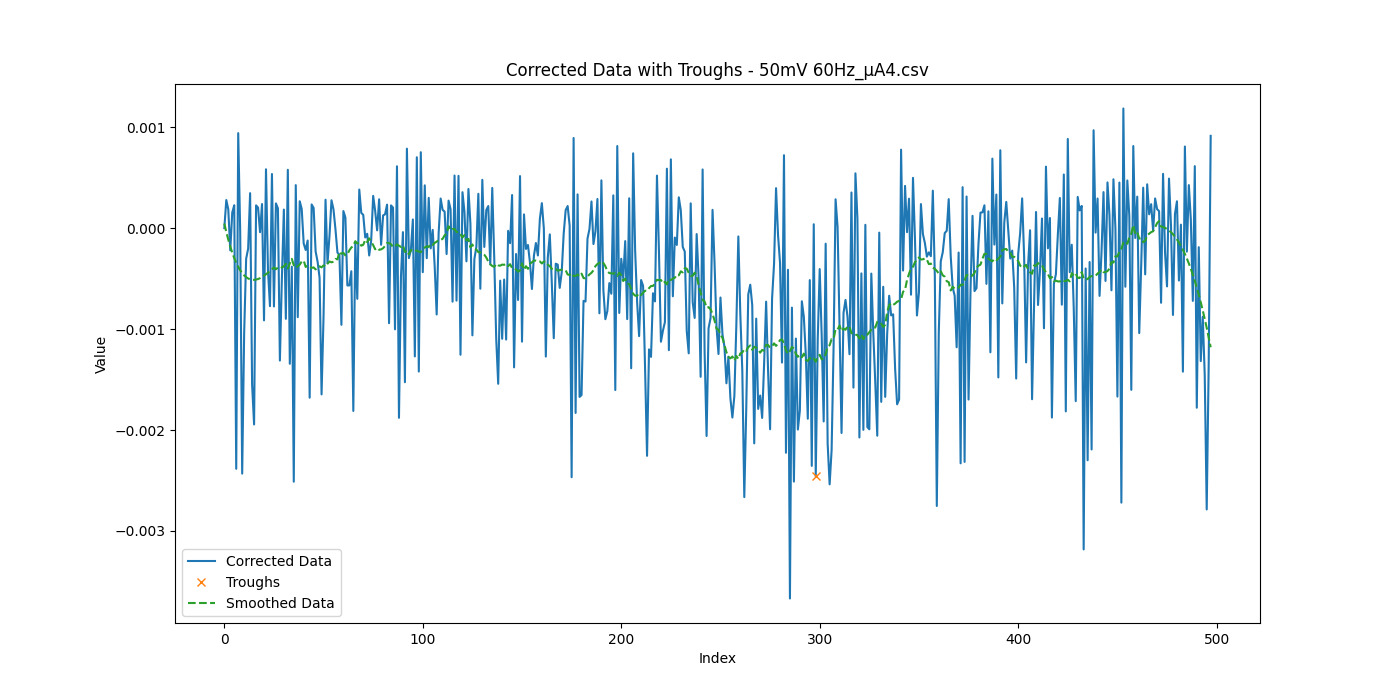 Corrected Data with Troughs - 50mV 60Hz_μA4.csv
0.001
0.000
−0.001
−0.002
−0.003
Value
Corrected Data
Troughs
Smoothed Data
0
100
200
300
400
500
Index